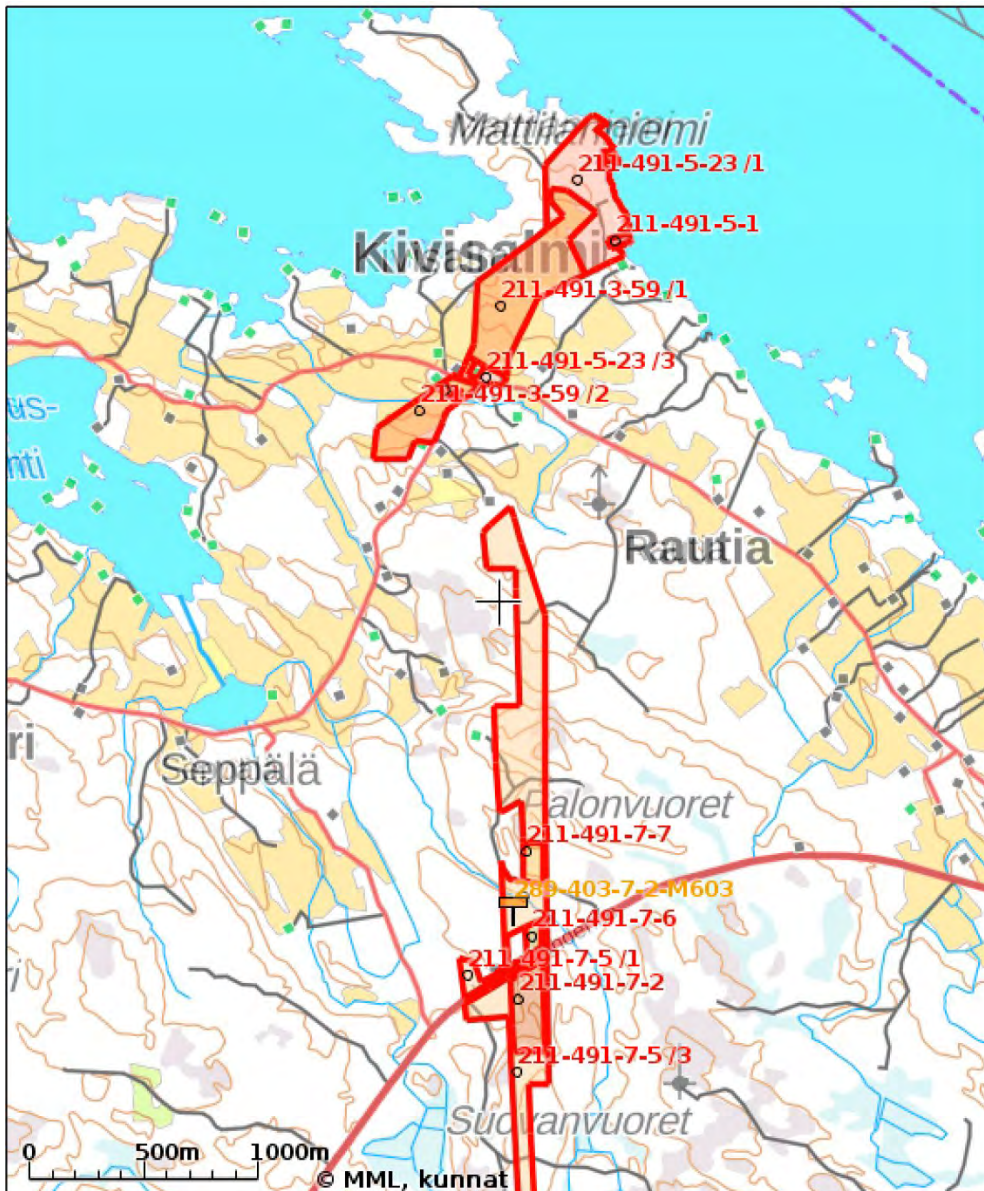 Mattilanniemi
211-491-5-23 /1
211-491-5-1
Kivisalmi
211-491-3-59 /1
211-491-5-23 /3
211-491-3-59 /2
us-
nti
Rautia
ri
Seppälä
Palonvuoret
211-491-7-7
289-403-7-2-M603
211-491-7-6
211-491-7-5 /1
211-491-7-2
211-491-7-5 /3
Suovanvuoret
0 500m 1000m
© MML, kunnat